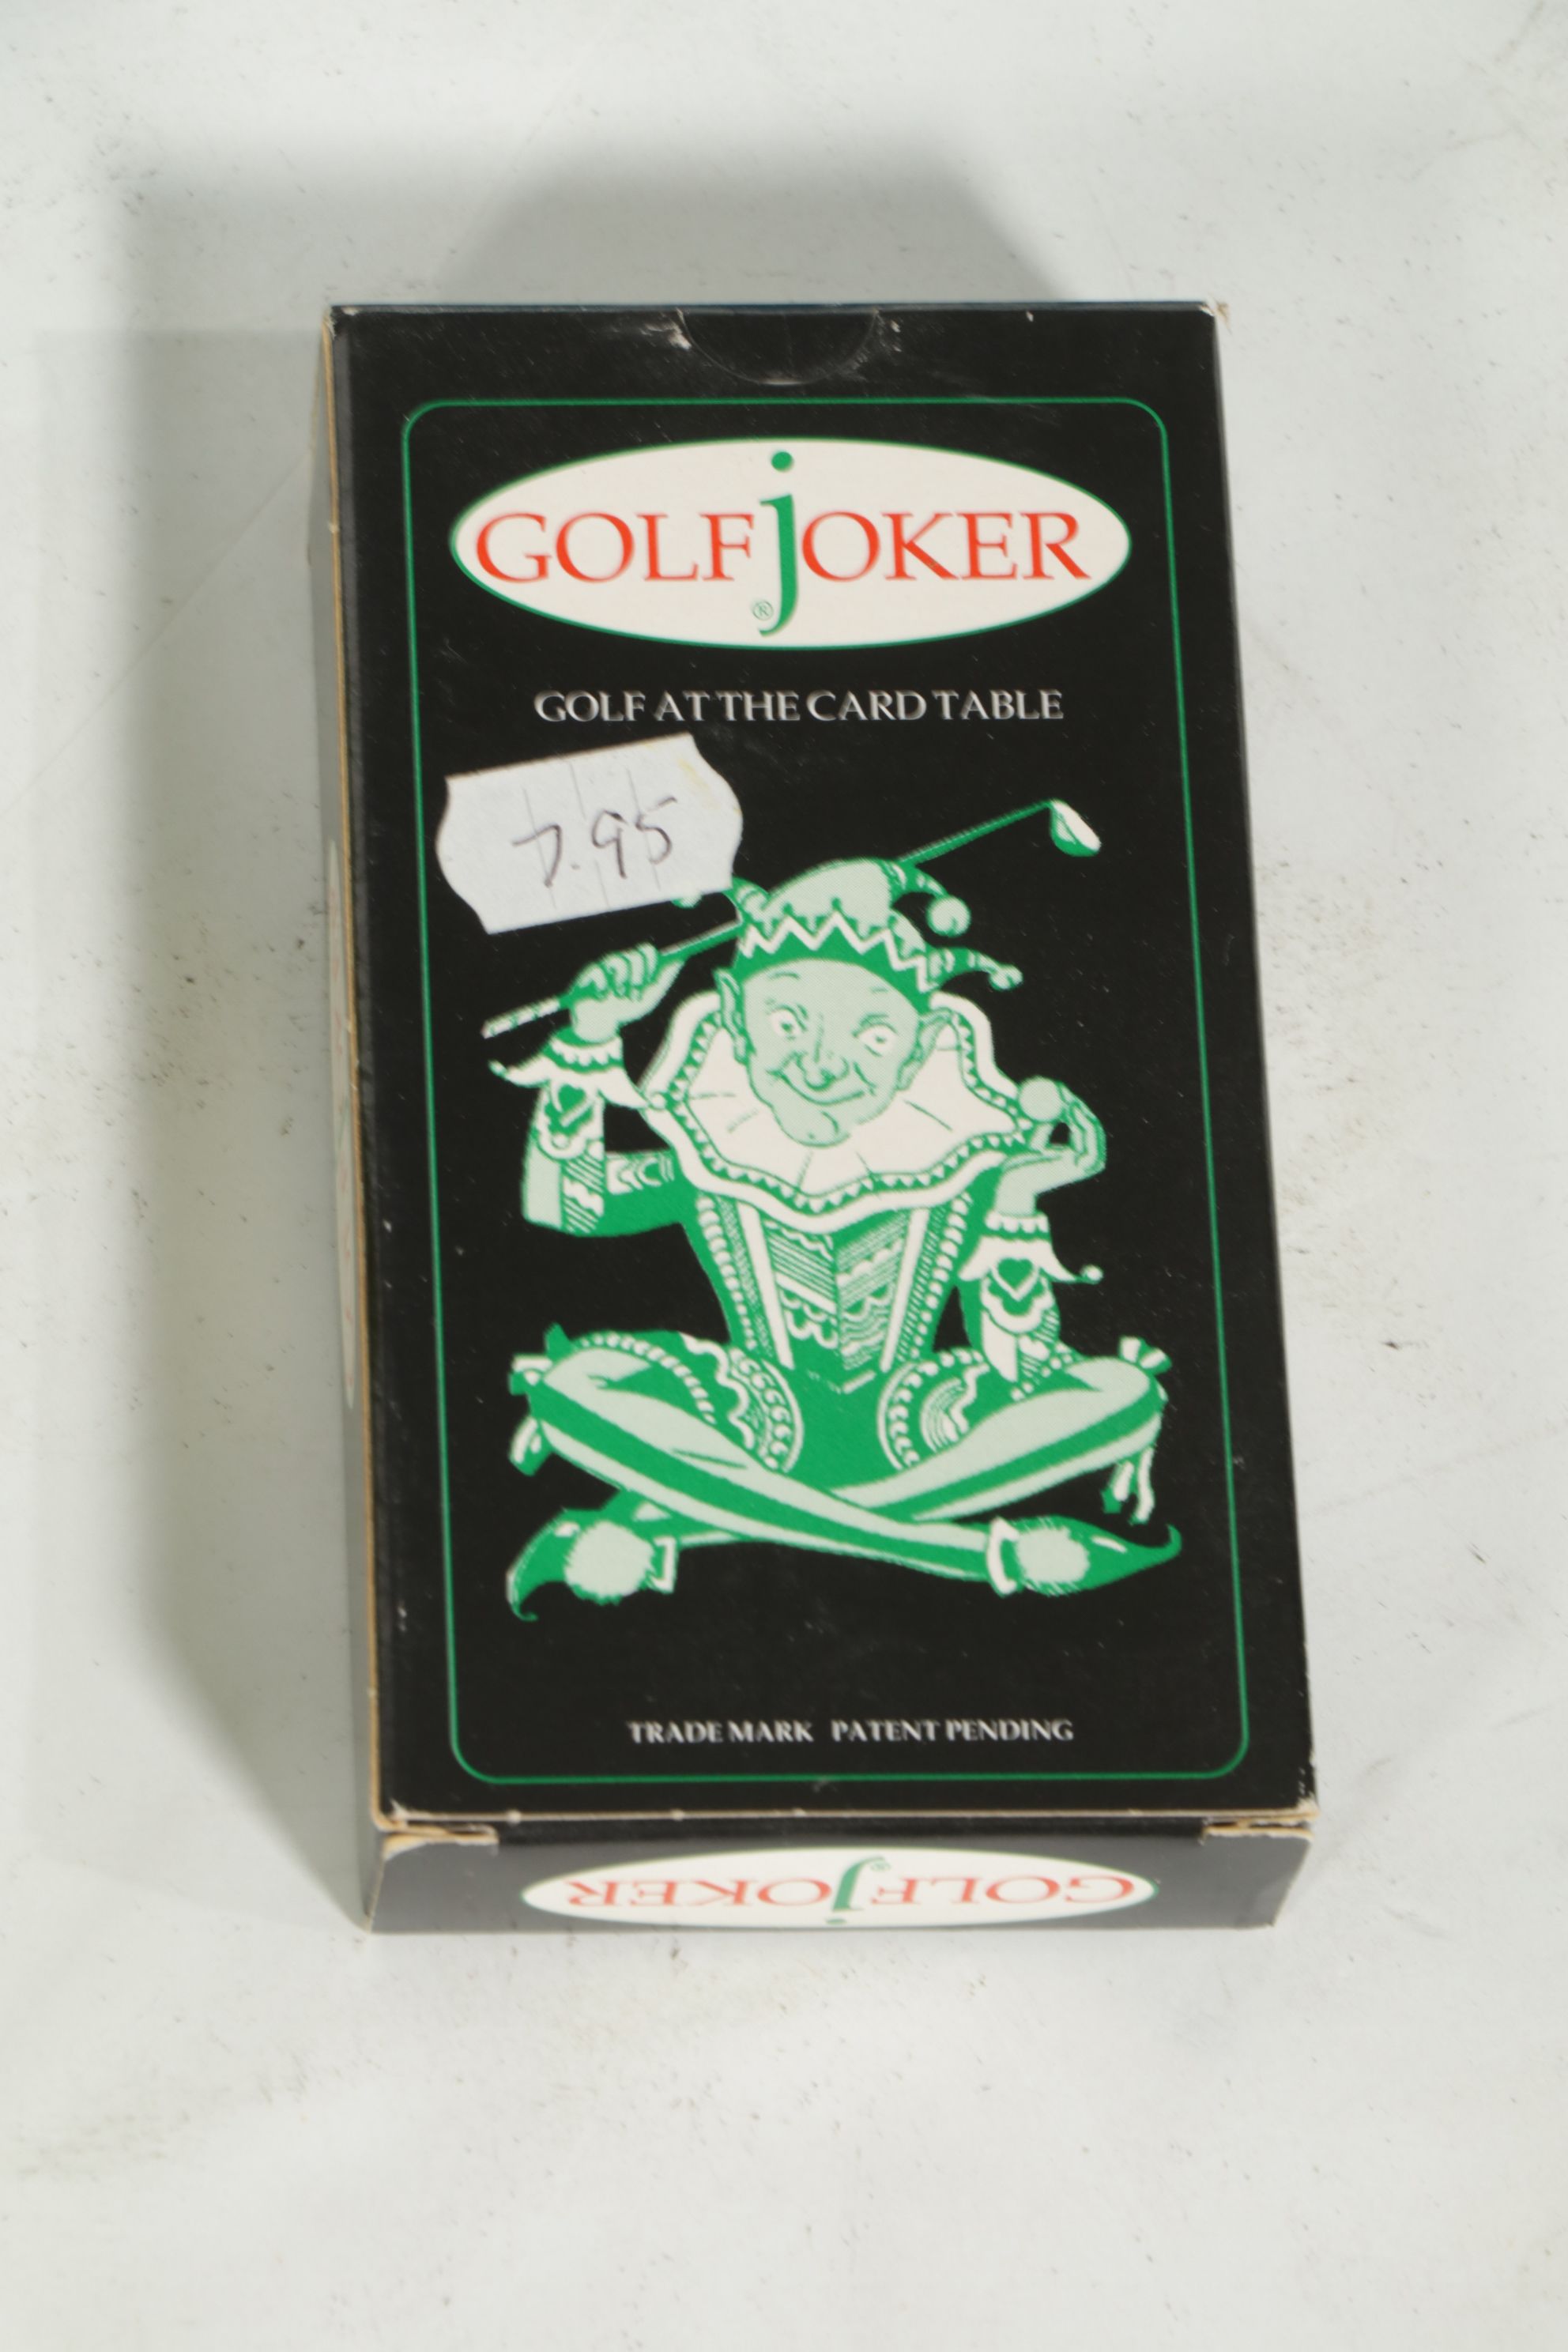 GOLF jOKER
®
GOLF AT THE CARD TABLE
7.95
TRADE MARK PATENT PENDING
GOLF jOKER
®